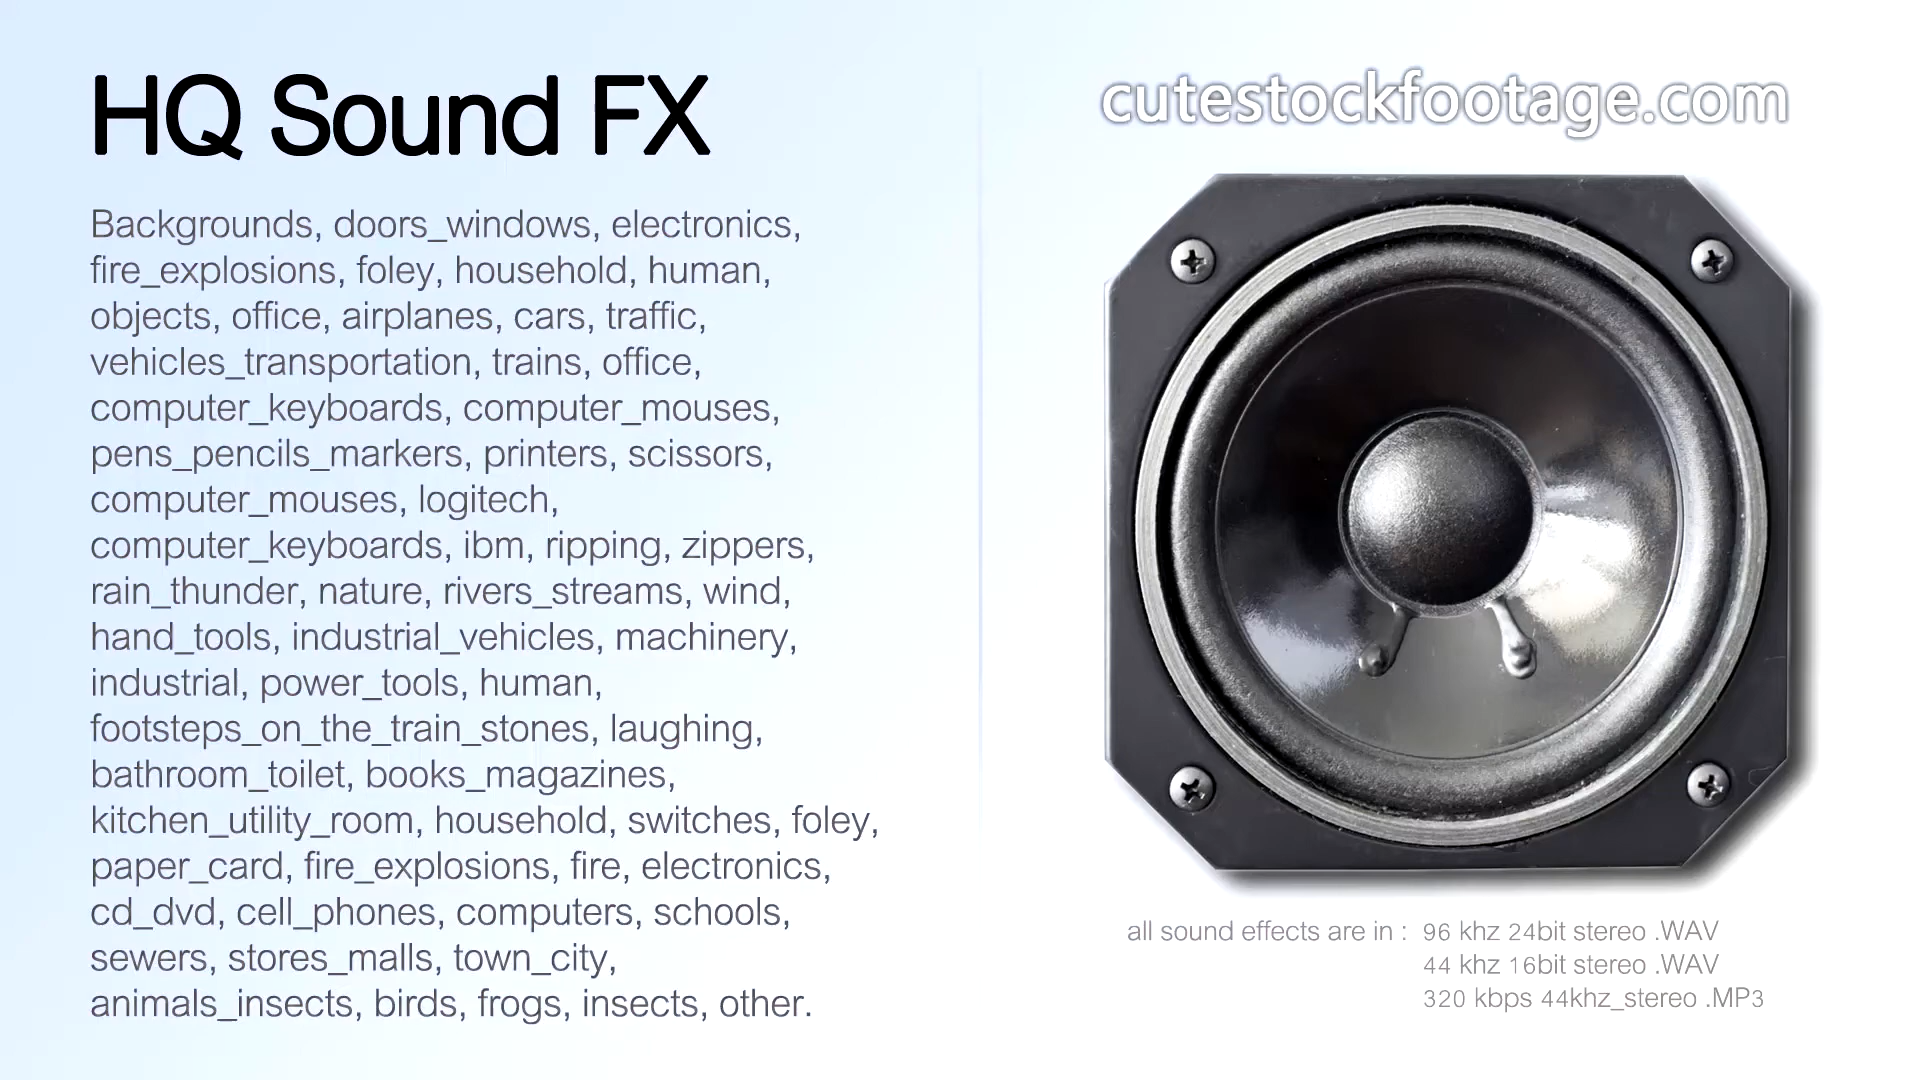 HQ Sound FX
cutestockfootage.com
Backgrounds, doors_windows, electronics,
fire_explosions, foley, household, human,
objects, office, airplanes, cars, traffic,
vehicles_transportation, trains, office,
computer_keyboards, computer_mouses,
pens_pencils_markers, printers, scissors,
computer_mouses, logitech,
computer_keyboards, ibm, ripping, zippers,
rain_thunder, nature, rivers_streams, wind,
hand_tools, industrial_vehicles, machinery,
industrial, power_tools, human,
footsteps_on_the_train_stones, laughing,
bathroom_toilet, books_magazines,
kitchen_utility_room, household, switches, foley,
paper_card, fire_explosions, fire, electronics,
cd_dvd, cell_phones, computers, schools,
sewers, stores_malls, town_city,
animals_insects, birds, frogs, insects, other.
all sound effects are in : 96 khz 24bit stereo .WAV
44 khz 16bit stereo .WAV
320 kbps 44khz_stereo .MP3